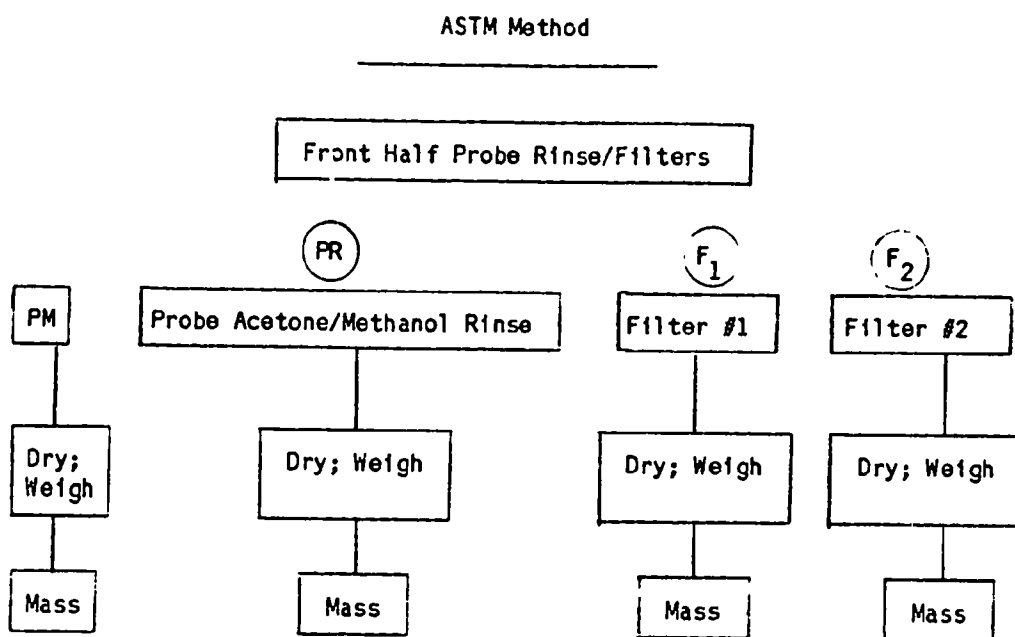 ASTM Method
Front Half Probe Rinse/Filters
PR
F1
F2
PM
Probe Acetone/Methanol Rinse
Filter #1
Filter #2
Dry;
Weigh
Dry; Weigh
Dry; Weigh
Dry; Weigh
Mass
Mass
Mass
Mass